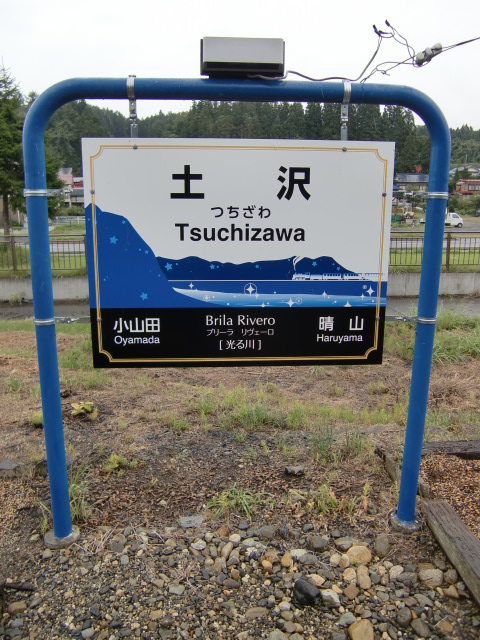 土沢
つちざわ
Tsuchizawa
小山田
Oyamada
Brila Rivero
ブリーラ リヴェーロ
[光る川]
晴山
Haruyama